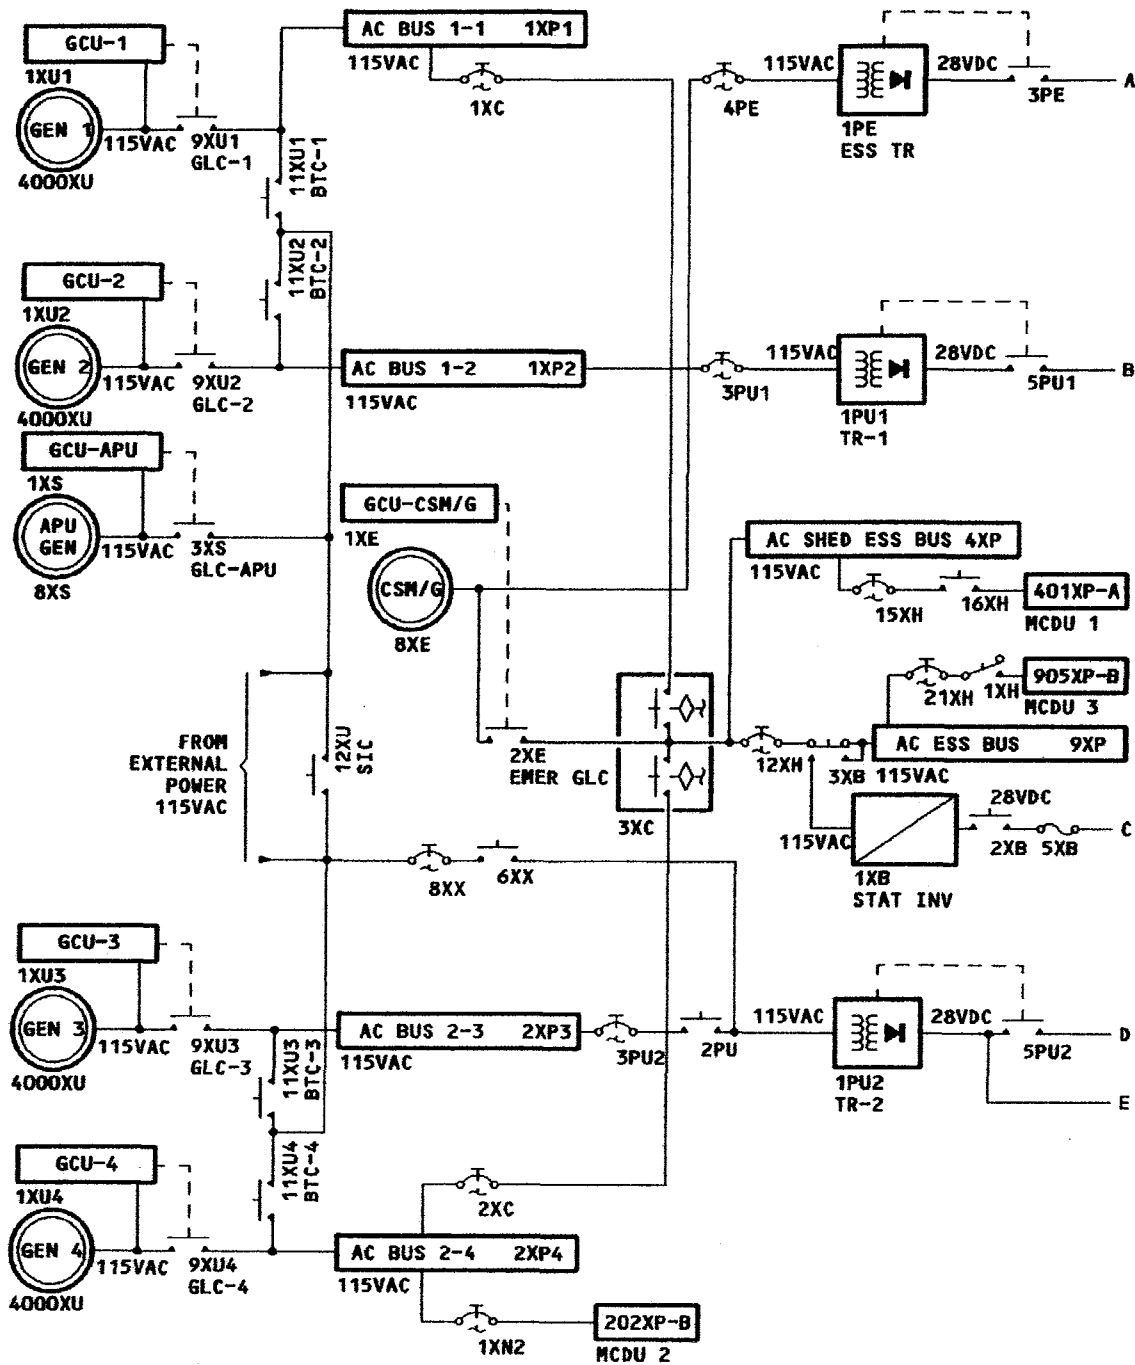 GCU-1
1XU1
GEN 1
4000XU
115VAC
9XU1
GLC-1
11XU1
BTC-1
AC BUS 1-1 1XP1
115VAC
1XC
4PE
115VAC
1PE
ESS TR
28VDC
3PE
A
11XU2
BTC-2
GCU-2
1XU2
GEN 2
4000XU
115VAC
9XU2
GLC-2
AC BUS 1-2 1XP2
115VAC
3PU1
115VAC
1PU1
TR-1
28VDC
5PU1
B
GCU-APU
1XS
APU
GEN
8XS
115VAC
3XS
GLC-APU
GCU-CSM/G
1XE
CSM/G
8XE
2XE
EMER GLC
3XC
AC SHED ESS BUS 4XP
115VAC
15XH
16XH
401XP-A
MCDU 1
21XH
1XH
905XP-B
MCDU 3
12XH
3XB
AC ESS BUS 9XP
115VAC
115VAC
1XB
STAT INV
28VDC
2XB
5XB
C
FROM
EXTERNAL
POWER
115VAC
12XU
SIC
8XX
6XX
GCU-3
1XU3
GEN 3
4000XU
115VAC
9XU3
GLC-3
11XU3
BTC-3
AC BUS 2-3 2XP3
115VAC
3PU2
2PU
115VAC
1PU2
TR-2
28VDC
5PU2
D
E
11XU4
BTC-4
GCU-4
1XU4
GEN 4
4000XU
115VAC
9XU4
GLC-4
2XC
AC BUS 2-4 2XP4
115VAC
1XN2
202XP-B
MCDU 2